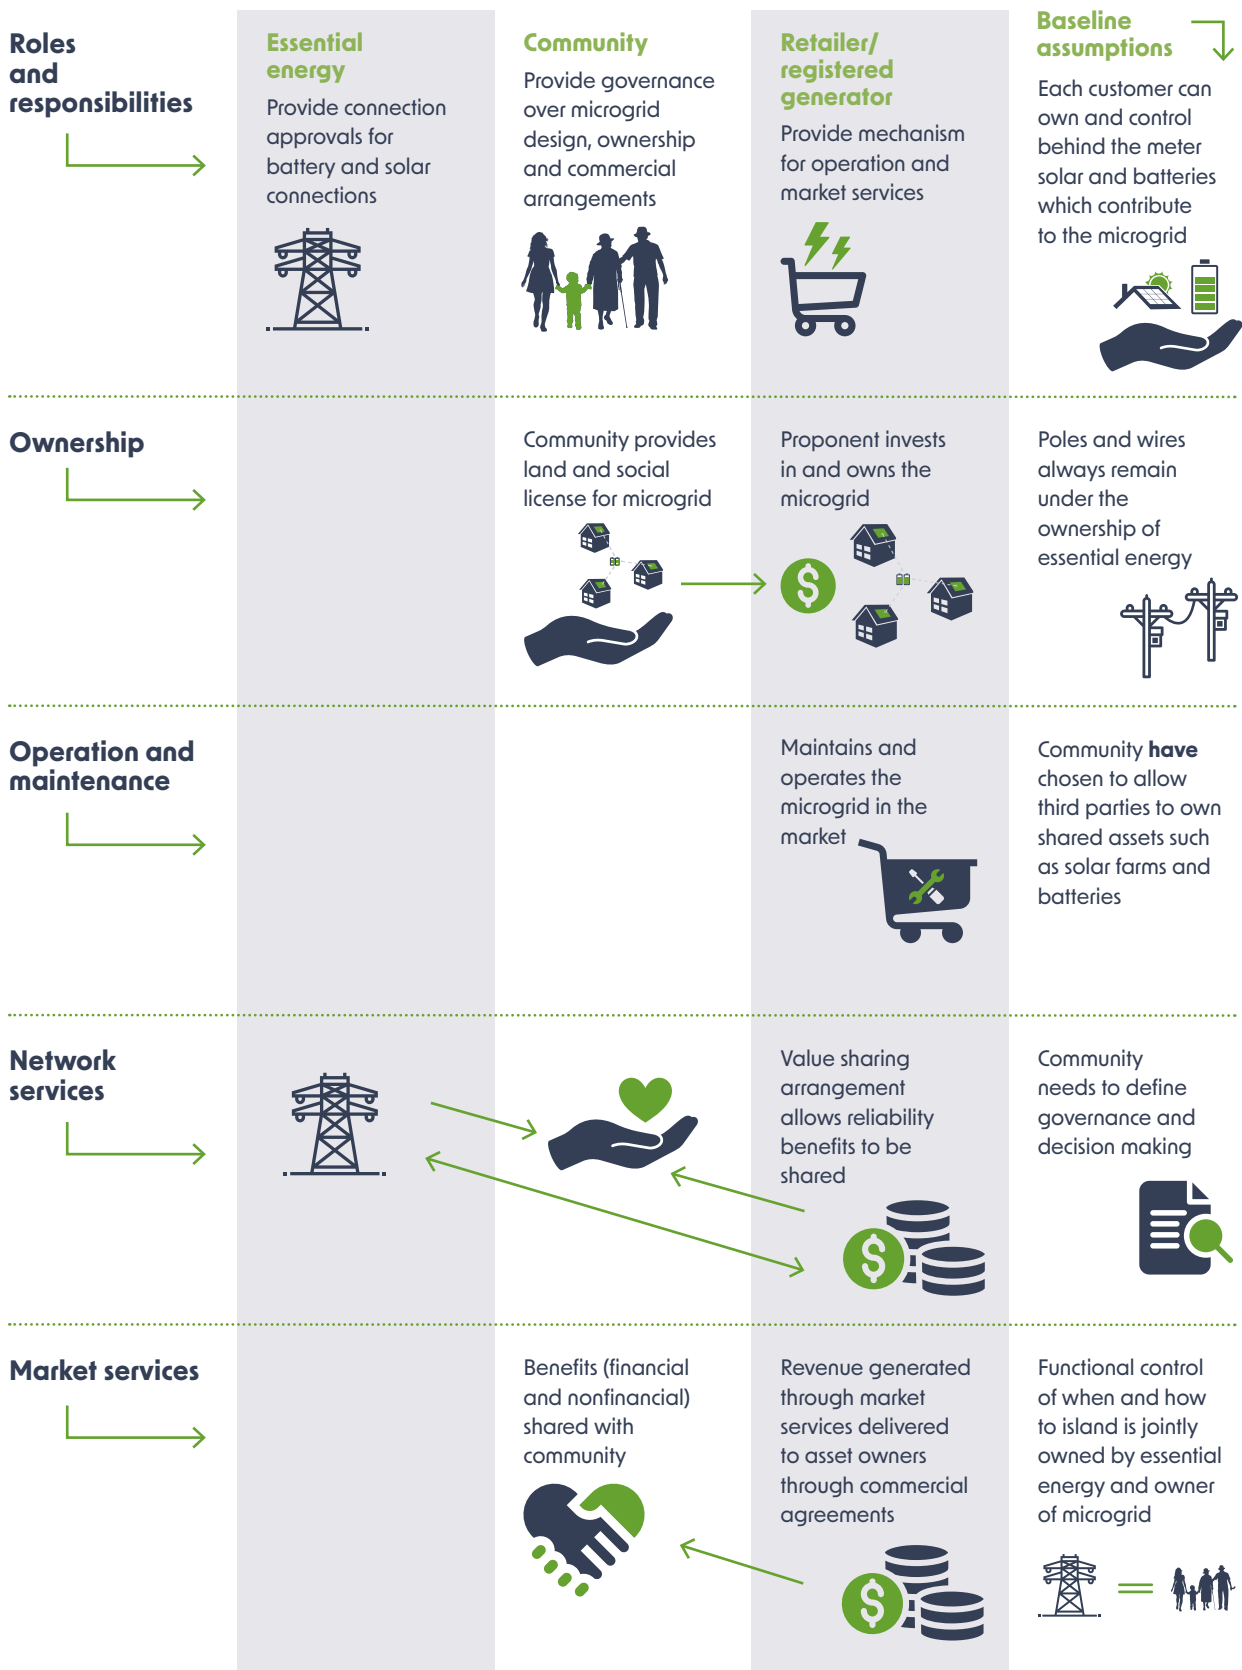 Roles
and
responsibilities
Essential
energy
Provide connection
approvals for
battery and solar
connections
Community
Provide governance
over microgrid
design, ownership
and commercial
arrangements
Retailer/
registered
generator
Provide mechanism
for operation and
market services
Baseline
assumptions
Each customer can
own and control
behind the meter
solar and batteries
which contribute
to the microgrid
Ownership
Community provides
land and social
license for microgrid
Proponent invests
in and owns the
microgrid
$
Poles and wires
always remain
under the
ownership of
essential energy
Operation and
maintenance
Maintains and
operates the
microgrid in the
market
Community have
chosen to allow
third parties to own
shared assets such
as solar farms and
batteries
Network
services
Value sharing
arrangement
allows reliability
benefits to be
shared
$
Community
needs to define
governance and
decision making
Market services
Benefits (financial
and nonfinancial)
shared with
community
Revenue generated
through market
services delivered
to asset owners
through commercial
agreements
$
Functional control
of when and how
to island is jointly
owned by essential
energy and owner
of microgrid